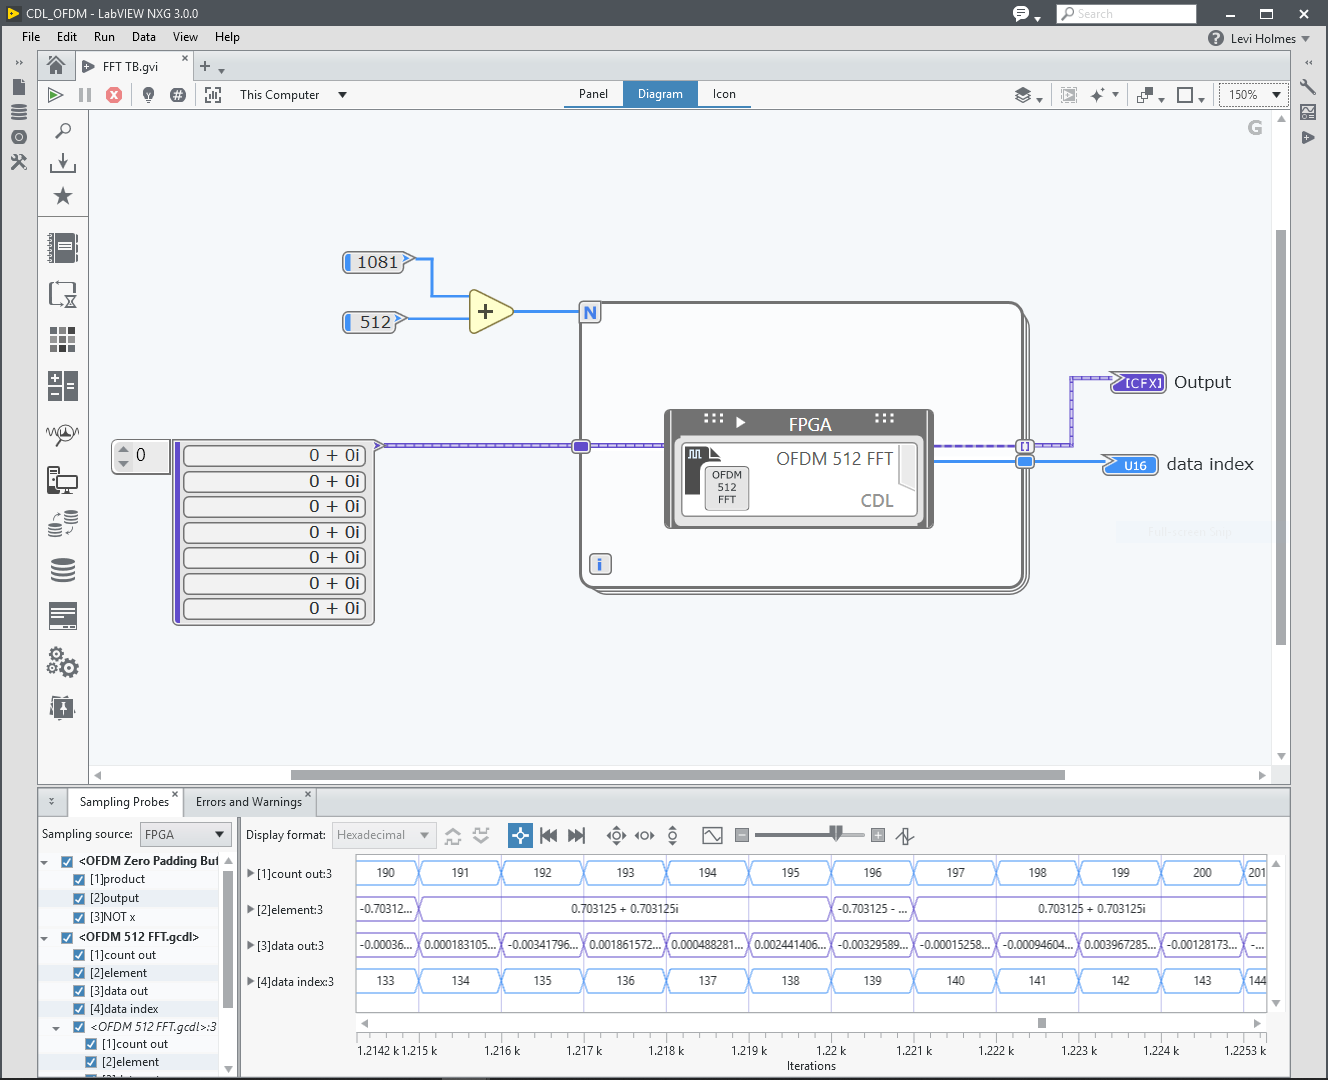 CDL_OFDM - LabVIEW NXG 3.0.0
Search
File Edit Run Data View Help
Levi Holmes
FFT TB.gvi
This Computer
Panel Diagram Icon
150%
G
1081
512
+
N
FPGA
OFDM 512 FFT
OFDM
512
FFT
CDL
i
[CFX] Output
U16 data index
Full-screen Snip
0
0 + 0i
0 + 0i
0 + 0i
0 + 0i
0 + 0i
0 + 0i
0 + 0i
Sampling Probes Errors and Warnings
Sampling source: FPGA
<OFDM Zero Padding Buf
[1]product
[2]output
[3]NOT x
<OFDM 512 FFT.gcdl>
[1]count out
[2]element
[3]data out
[4]data index
<OFDM 512 FFT.gcdl>:3
[1]count out
[2]element
Display format: Hexadecimal
[1]count out:3 190 191 192 193 194 195 196 197 198 199 200 201
[2]element:3 -0.70312... 0.703125 + 0.703125i -0.703125 - ... 0.703125 + 0.703125i
[3]data out:3 -0.00036... 0.000183105... -0.00341796... 0.001861572... 0.000488281... 0.002441406... -0.00329589... -0.00015258... -0.00094604... 0.003967285... -0.00128173... -...
[4]data index:3 133 134 135 136 137 138 139 140 141 142 143 144
1.2142 k 1.215 k 1.216 k 1.217 k 1.218 k 1.219 k 1.22 k 1.221 k 1.222 k 1.223 k 1.224 k 1.2253 k
Iterations